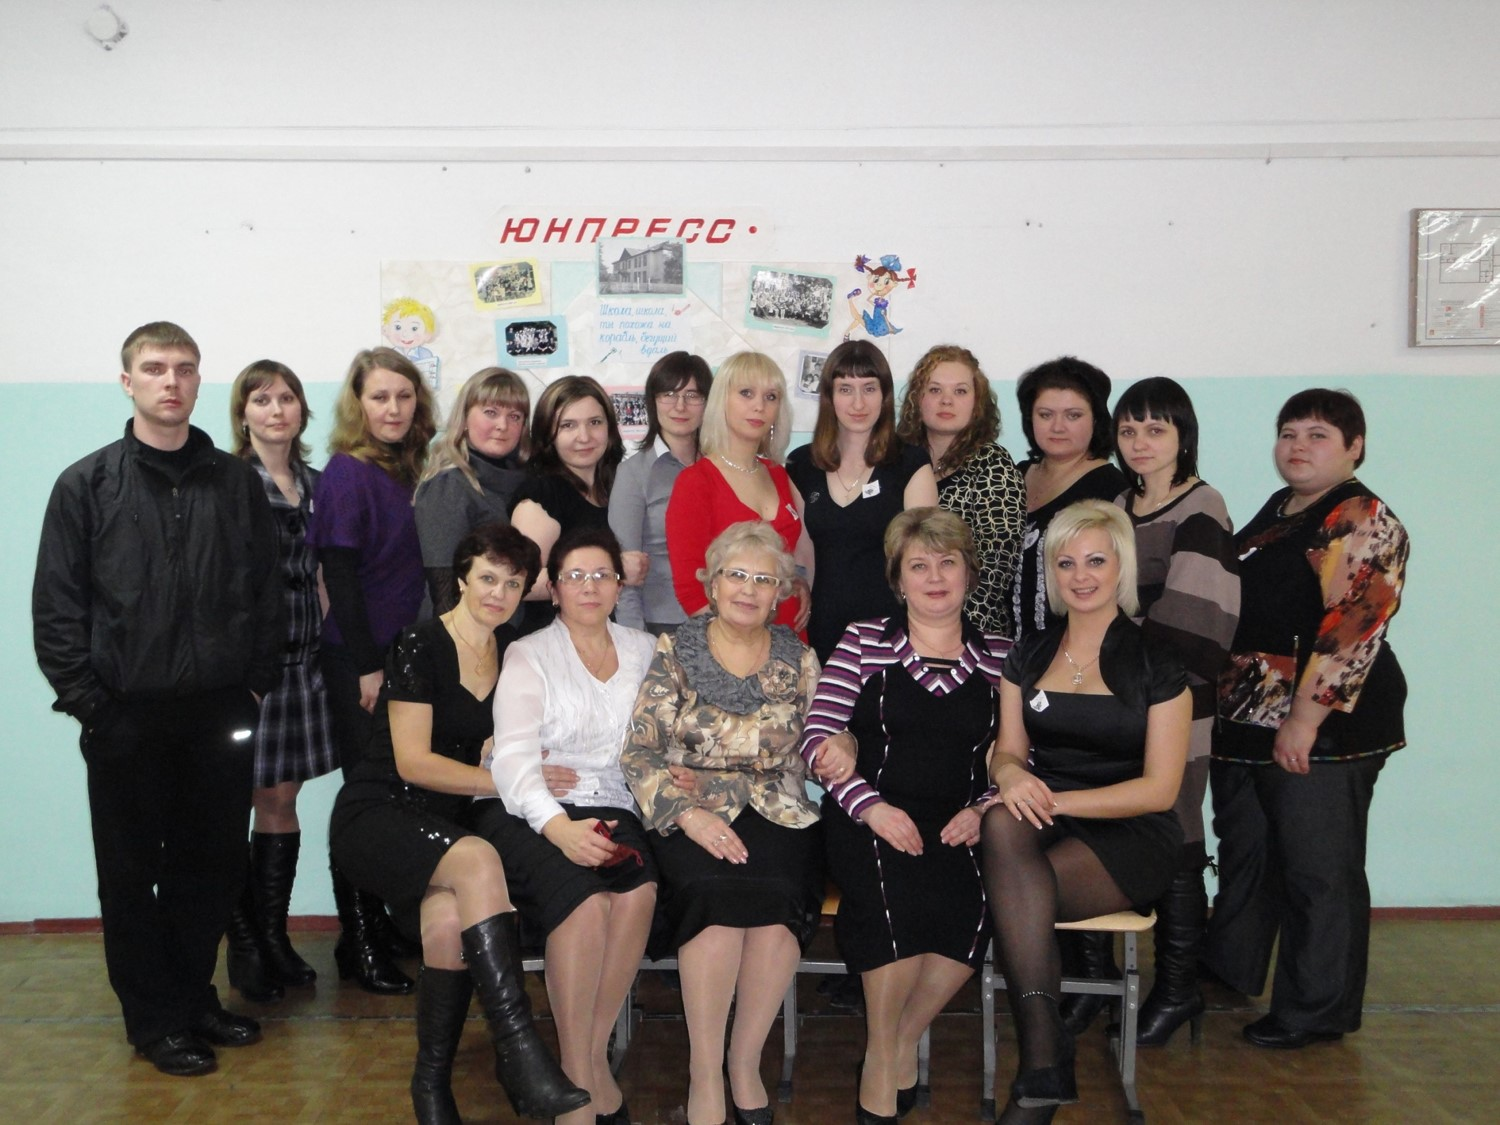 ЮНПРЕСС
Школа, школа,
ты похожа на
корабль, бегущий
вдаль